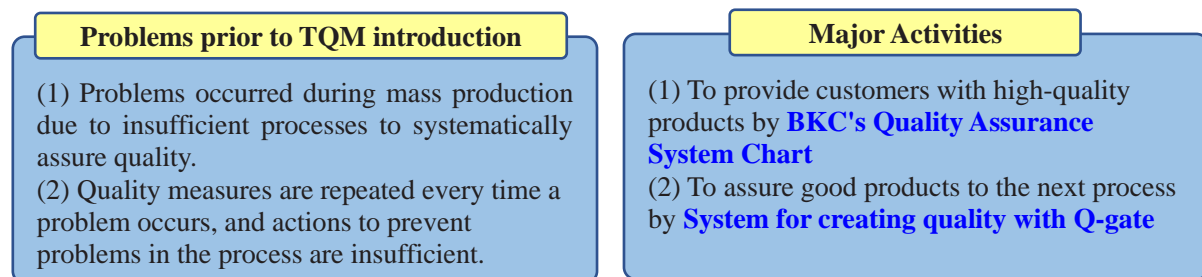 Problems prior to TQM introduction
(1) Problems occurred during mass production
due to insufficient processes to systematically
assure quality.
(2) Quality measures are repeated every time a
problem occurs, and actions to prevent
problems in the process are insufficient.
Major Activities
(1) To provide customers with high-quality
products by BKC's Quality Assurance
System Chart
(2) To assure good products to the next process
by System for creating quality with Q-gate